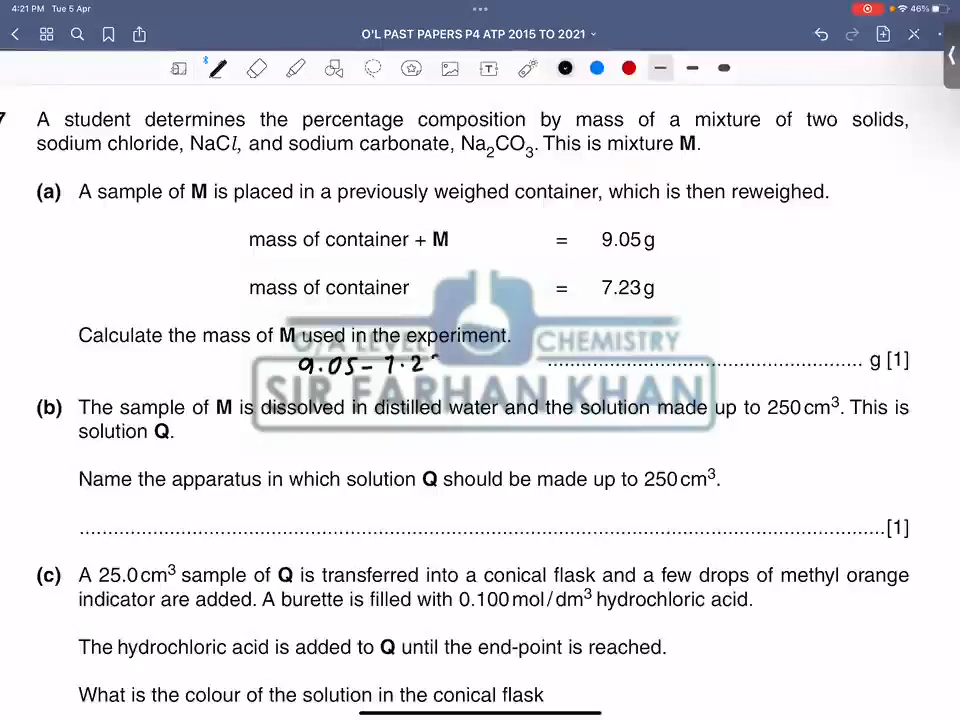 4:21 PM Tue 5 Apr
46%
O'L PAST PAPERS P4 ATP 2015 TO 2021
A student determines the percentage composition by mass of a mixture of two solids,
sodium chloride, NaCl, and sodium carbonate, Na₂CO₃. This is mixture M.
(a) A sample of M is placed in a previously weighed container, which is then reweighed.
mass of container + M = 9.05 g
mass of container = 7.23 g
Calculate the mass of M used in the experiment.
O/A LEVEL CHEMISTRY
9.05 - 7.2
........................................................ g [1]
SIR FARHAN KHAN
(b) The sample of M is dissolved in distilled water and the solution made up to 250 cm³. This is
solution Q.
Name the apparatus in which solution Q should be made up to 250 cm³.
........................................................[1]
(c) A 25.0 cm³ sample of Q is transferred into a conical flask and a few drops of methyl orange
indicator are added. A burette is filled with 0.100 mol/dm³ hydrochloric acid.
The hydrochloric acid is added to Q until the end-point is reached.
What is the colour of the solution in the conical flask